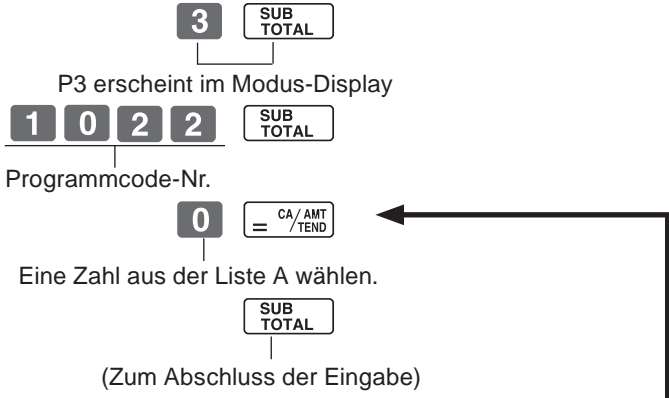 3 SUB TOTAL
P3 erscheint im Modus-Display
1 0 2 2 SUB TOTAL
Programmcode-Nr.
0 = CA/AMT /TEND
Eine Zahl aus der Liste A wählen.
SUB TOTAL
(Zum Abschluss der Eingabe)